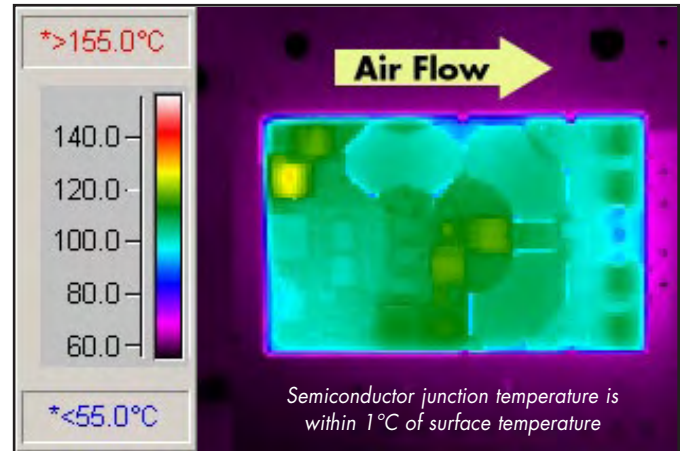 *>155.0°C
140.0
120.0
100.0
80.0
60.0
*<55.0°C
Air Flow
Semiconductor junction temperature is
within 1°C of surface temperature